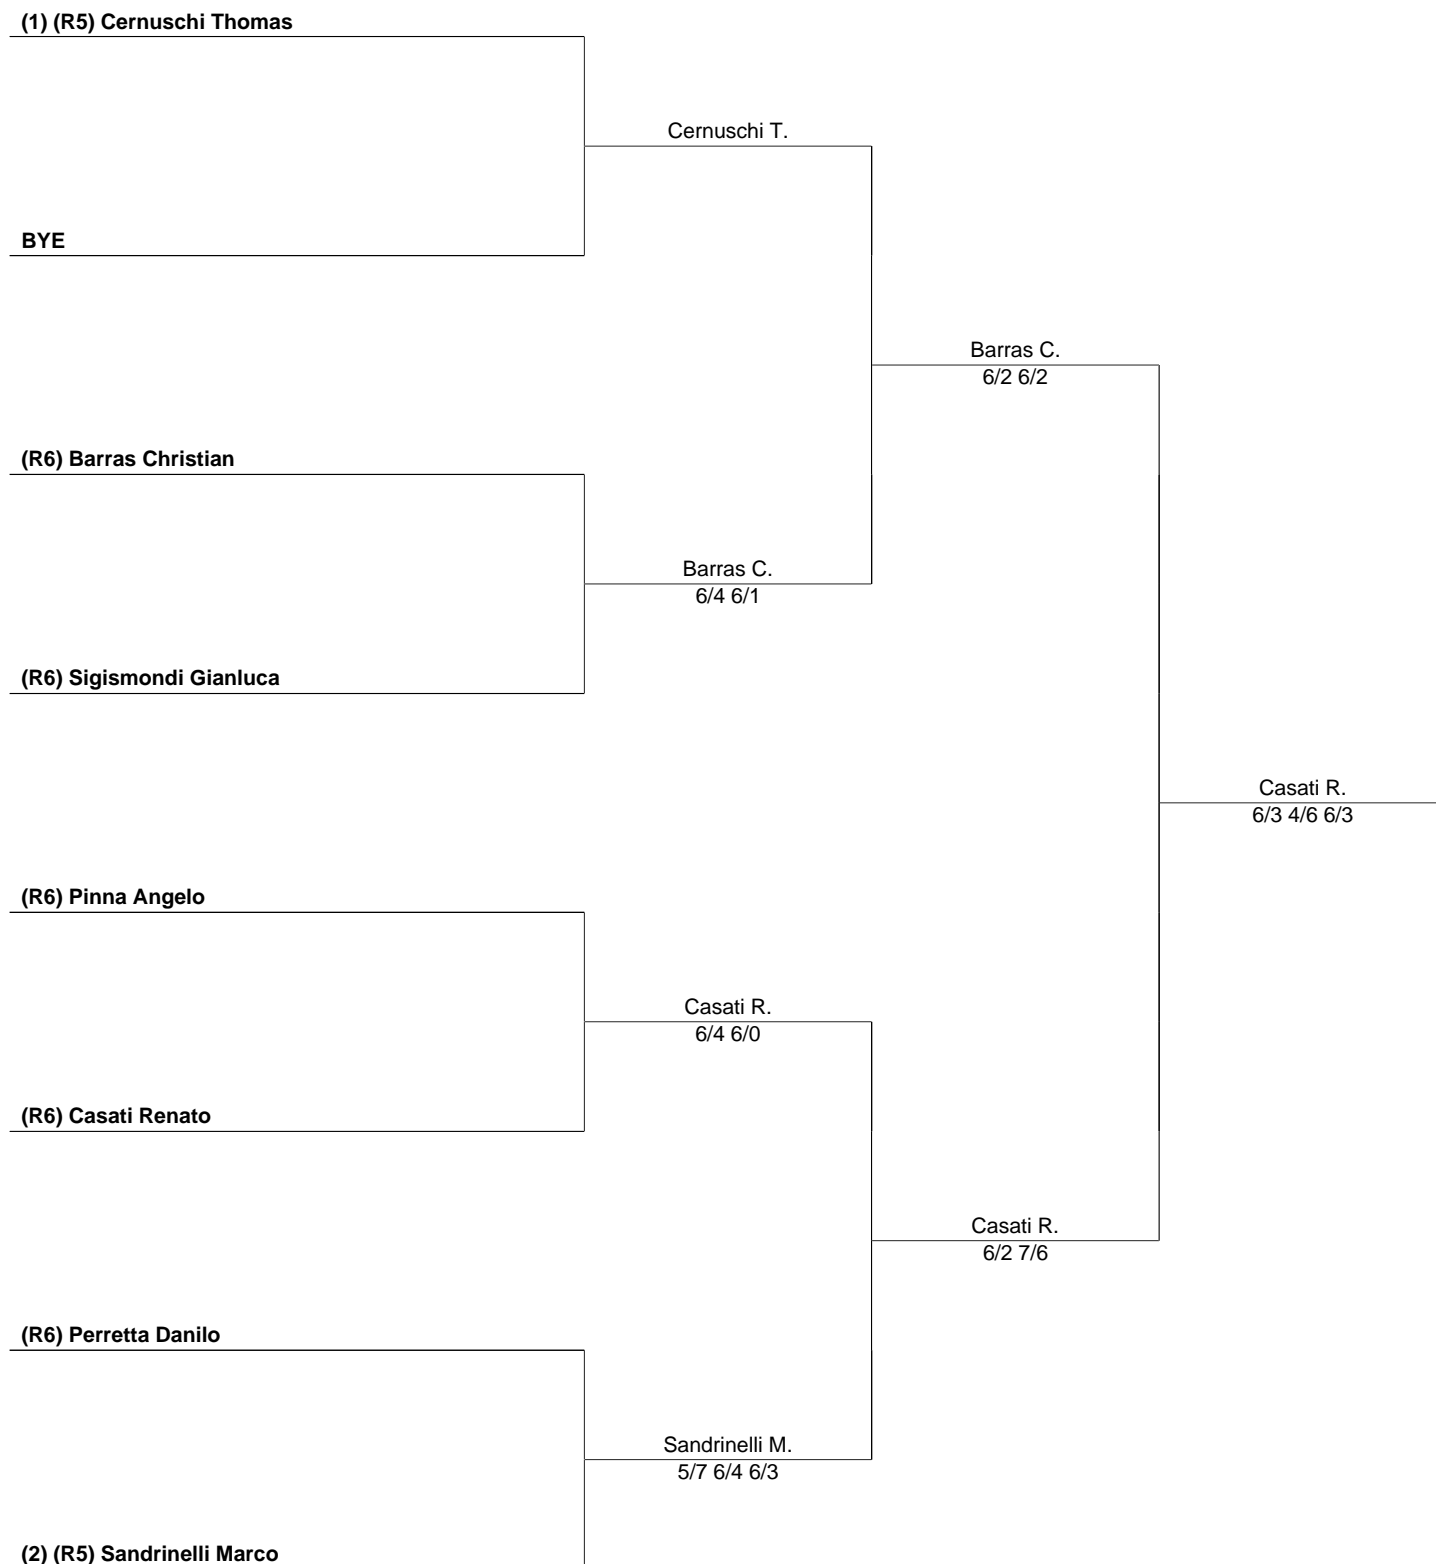 (1) (R5) Cernuschi Thomas
Cernuschi T.
BYE
Barras C.
6/2 6/2
(R6) Barras Christian
Barras C.
6/4 6/1
(R6) Sigismondi Gianluca
Casati R.
6/3 4/6 6/3
(R6) Pinna Angelo
Casati R.
6/4 6/0
(R6) Casati Renato
Casati R.
6/2 7/6
(R6) Perretta Danilo
Sandrinelli M.
5/7 6/4 6/3
(2) (R5) Sandrinelli Marco